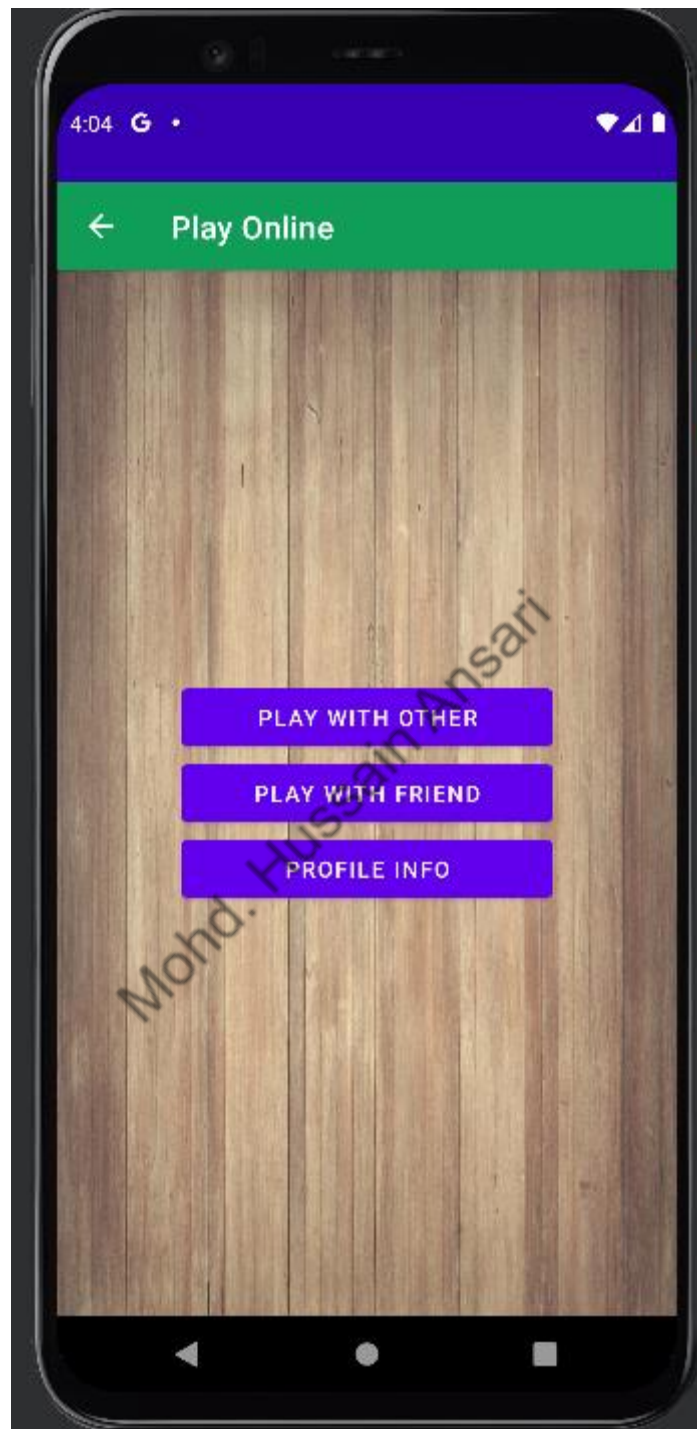 4:04 G
Play Online
PLAY WITH OTHER
PLAY WITH FRIEND
PROFILE INFO
Mohd. Hussain Ansari